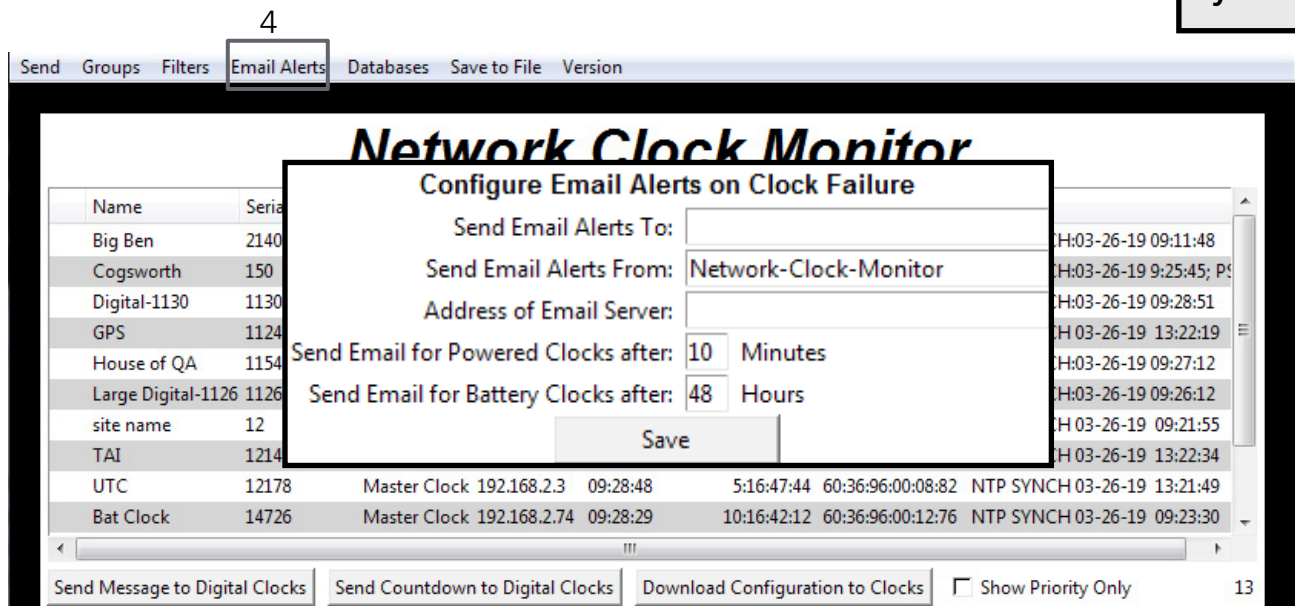 4
Send Groups Filters Email Alerts Databases Save to File Version
Network Clock Monitor
Configure Email Alerts on Clock Failure
Send Email Alerts To:
Send Email Alerts From: Network-Clock-Monitor
Address of Email Server:
Send Email for Powered Clocks after: 10 Minutes
Send Email for Battery Clocks after: 48 Hours
Save
Name
Big Ben 2140 CH:03-26-19 09:11:48
Cogsworth 150 CH:03-26-19 9:25:45;
Digital-1130 1130 CH:03-26-19 09:28:51
GPS 1124 CH 03-26-19 13:22:19
House of QA 1154 CH:03-26-19 09:27:12
Large Digital-1126 1126 CH:03-26-19 09:26:12
site name 12 CH 03-26-19 09:21:55
TAI 1214 CH 03-26-19 13:22:34
UTC 12178 Master Clock 192.168.2.3 09:28:48 5:16:47:44 60:36:96:00:08:82 NTP SYNCH 03-26-19 13:21:49
Bat Clock 14726 Master Clock 192.168.2.74 09:28:29 10:16:42:12 60:36:96:00:12:76 NTP SYNCH 03-26-19 09:23:30
Send Message to Digital Clocks Send Countdown to Digital Clocks Download Configuration to Clocks Show Priority Only 13